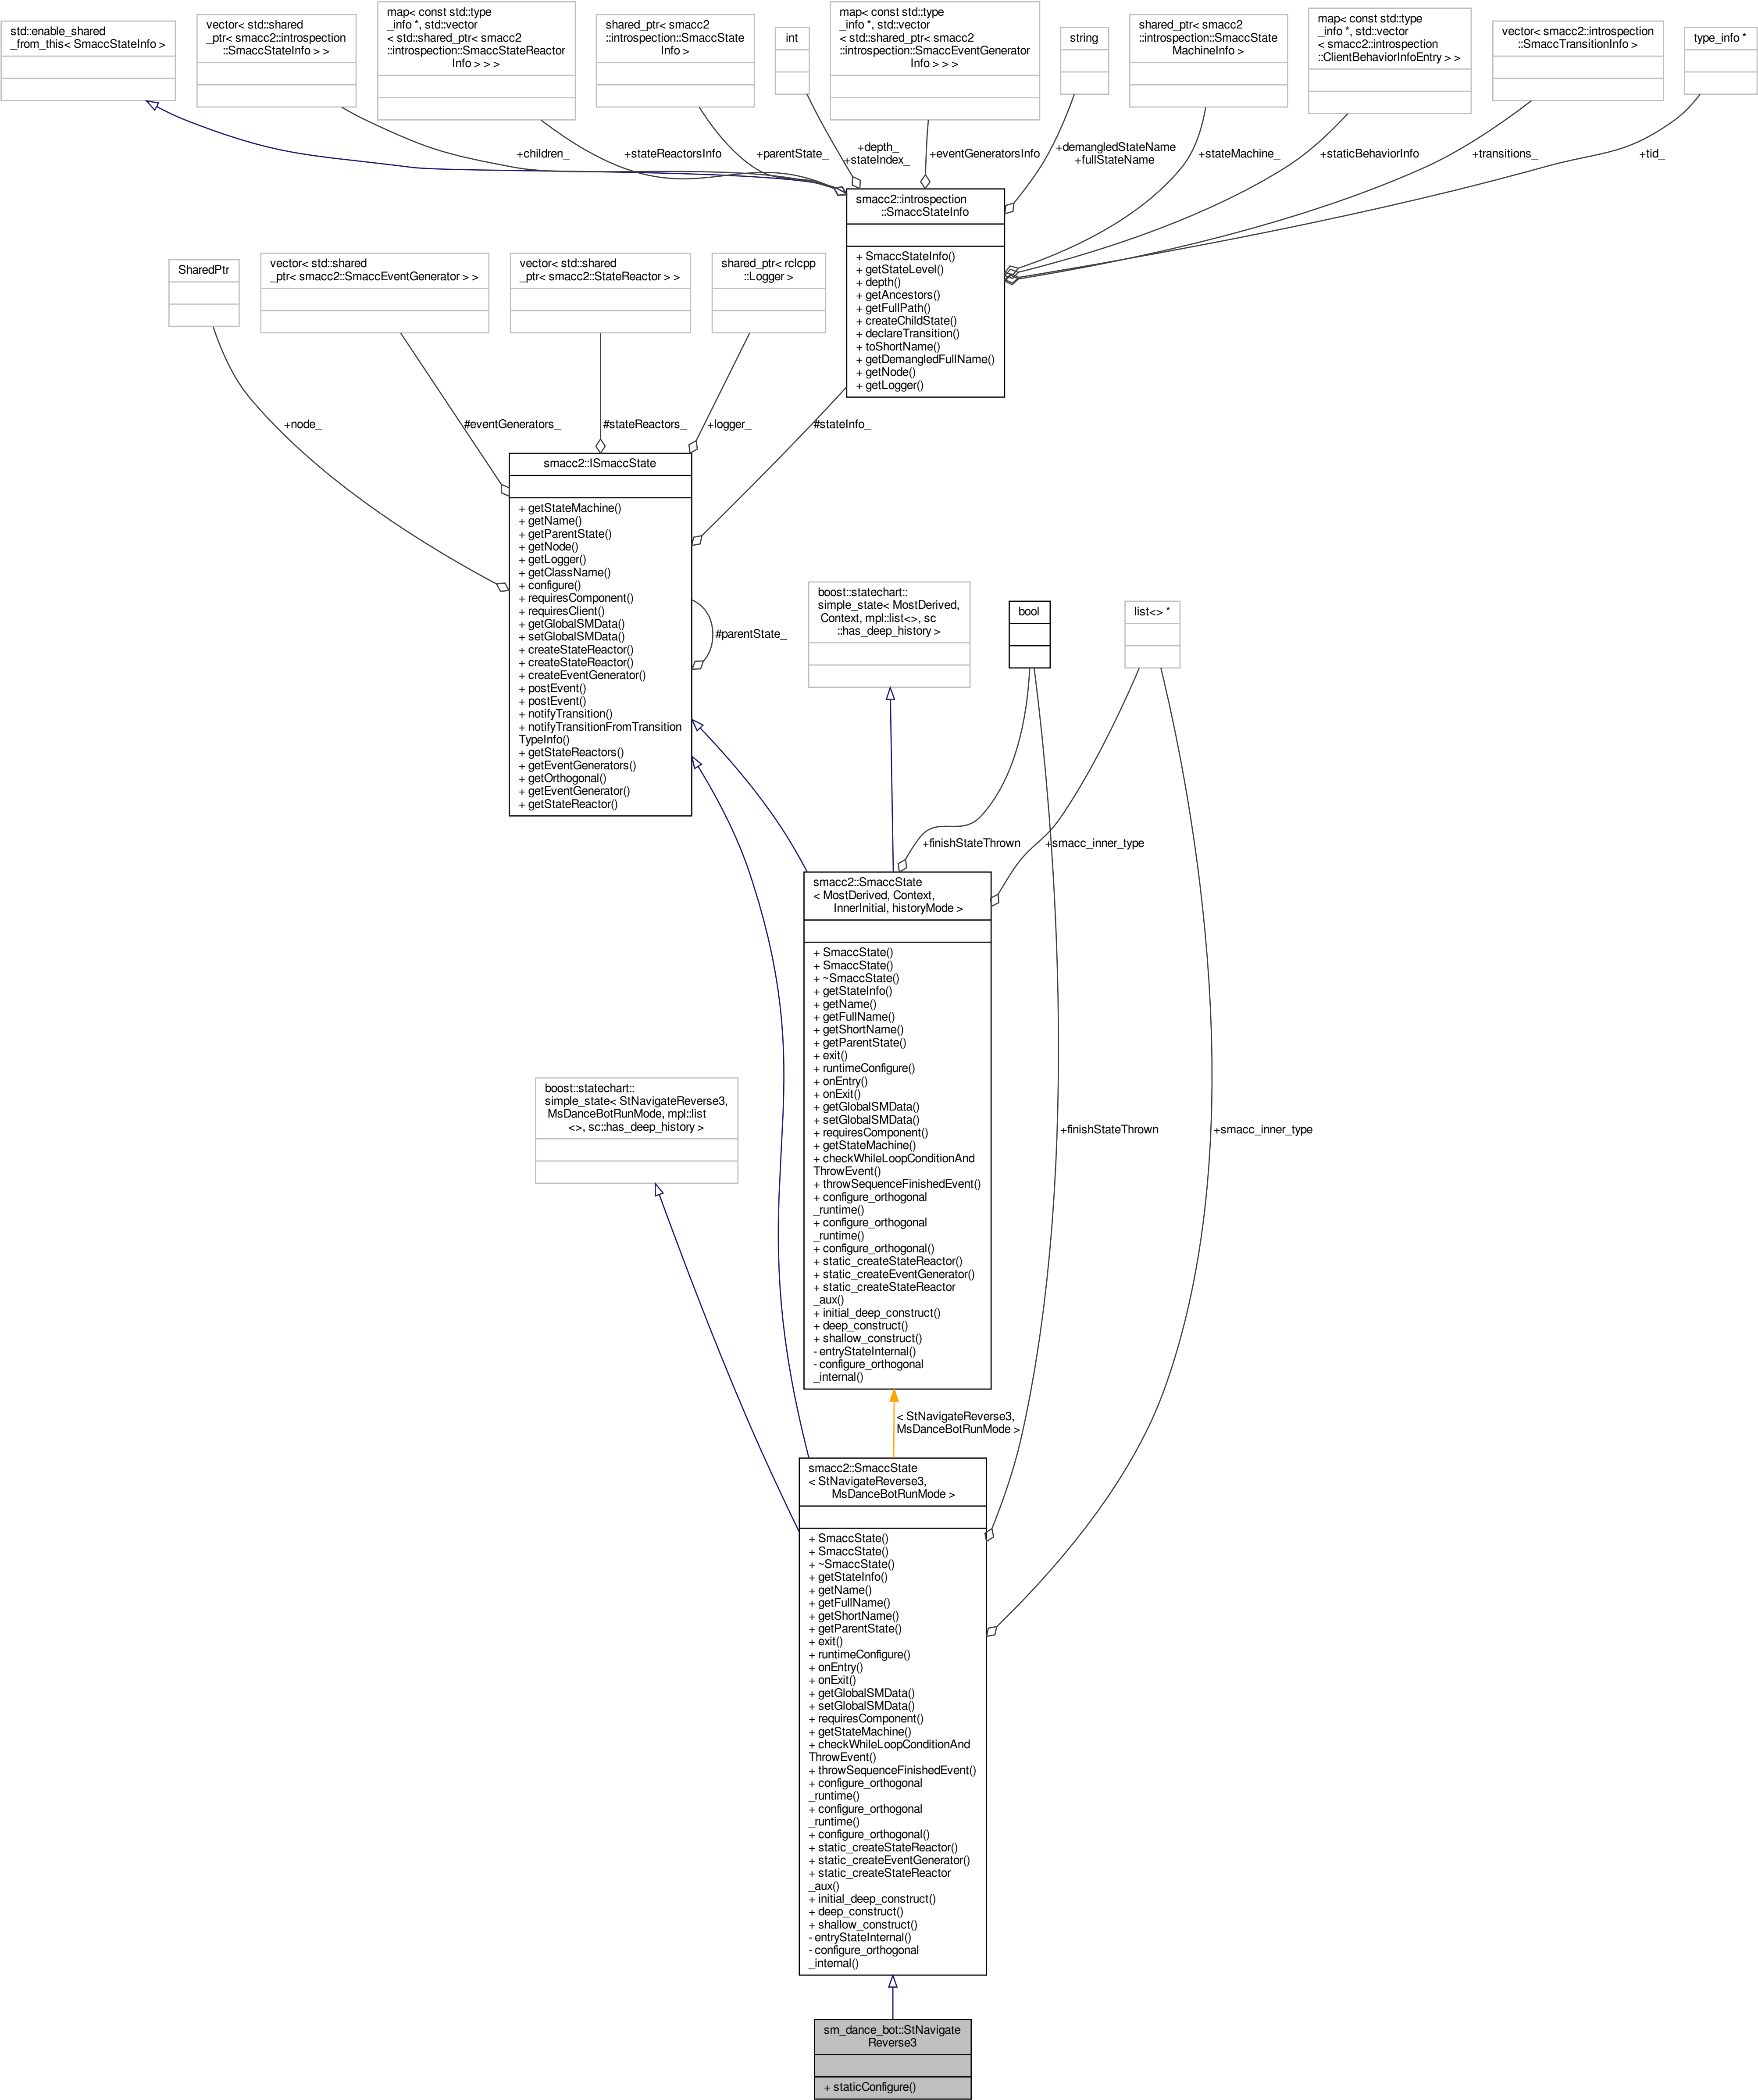 std::enable_shared
_from_this< SmaccStateInfo >
vector< std::shared
_ptr< smacc2::introspection
::SmaccStateInfo > >
map< const std::type
_info *, std::vector
< std::shared_ptr< smacc2
::introspection::SmaccStateReactor
Info > > >
shared_ptr< smacc2
::introspection::SmaccState
Info >
int
map< const std::type
_info *, std::vector
< std::shared_ptr< smacc2
::introspection::SmaccEventGenerator
Info > > >
string
shared_ptr< smacc2
::introspection::SmaccState
MachineInfo >
map< const std::type
_info *, std::vector
< smacc2::introspection
::ClientBehaviorInfoEntry > >
vector< smacc2::introspection
::SmaccTransitionInfo >
type_info *
+children_
+stateReactorsInfo
+parentState_
+depth_
+stateIndex_
+eventGeneratorsInfo
+demangledStateName
+fullStateName
+stateMachine_
+staticBehaviorInfo
+transitions_
+tid_
smacc2::introspection
::SmaccStateInfo
+ SmaccStateInfo()
+ getStateLevel()
+ depth()
+ getAncestors()
+ getFullPath()
+ createChildState()
+ declareTransition()
+ toShortName()
+ getDemangledFullName()
+ getNode()
+ getLogger()
SharedPtr
vector< std::shared
_ptr< smacc2::SmaccEventGenerator > >
vector< std::shared
_ptr< smacc2::StateReactor > >
shared_ptr< rclcpp
::Logger >
+node_
#eventGenerators_
#stateReactors_
+logger_
#stateInfo_
smacc2::ISmaccState
+ getStateMachine()
+ getName()
+ getParentState()
+ getNode()
+ getLogger()
+ getClassName()
+ configure()
+ requiresComponent()
+ requiresClient()
+ getGlobalSMData()
+ setGlobalSMData()
+ createStateReactor()
+ createStateReactor()
+ createEventGenerator()
+ postEvent()
+ postEvent()
+ notifyTransition()
+ notifyTransitionFromTransition
TypeInfo()
+ getStateReactors()
+ getEventGenerators()
+ getOrthogonal()
+ getEventGenerator()
+ getStateReactor()
#parentState_
boost::statechart::
simple_state< MostDerived,
Context, mpl::list<>, sc
::has_deep_history >
bool
list<> *
+finishStateThrown
+smacc_inner_type
smacc2::SmaccState
< MostDerived, Context,
InnerInitial, historyMode >
+ SmaccState()
+ SmaccState()
+ ~SmaccState()
+ getStateInfo()
+ getName()
+ getFullName()
+ getShortName()
+ getParentState()
+ exit()
+ runtimeConfigure()
+ onEntry()
+ onExit()
+ getGlobalSMData()
+ setGlobalSMData()
+ requiresComponent()
+ getStateMachine()
+ checkWhileLoopConditionAnd
ThrowEvent()
+ throwSequenceFinishedEvent()
+ configure_orthogonal
_runtime()
+ configure_orthogonal
_runtime()
+ configure_orthogonal()
+ static_createStateReactor()
+ static_createEventGenerator()
+ static_createStateReactor
_aux()
+ initial_deep_construct()
+ deep_construct()
+ shallow_construct()
- entryStateInternal()
- configure_orthogonal
_internal()
boost::statechart::
simple_state< StNavigateReverse3,
MsDanceBotRunMode, mpl::list
<>, sc::has_deep_history >
+finishStateThrown
+smacc_inner_type
< StNavigateReverse3,
MsDanceBotRunMode >
smacc2::SmaccState
< StNavigateReverse3,
MsDanceBotRunMode >
+ SmaccState()
+ SmaccState()
+ ~SmaccState()
+ getStateInfo()
+ getName()
+ getFullName()
+ getShortName()
+ getParentState()
+ exit()
+ runtimeConfigure()
+ onEntry()
+ onExit()
+ getGlobalSMData()
+ setGlobalSMData()
+ requiresComponent()
+ getStateMachine()
+ checkWhileLoopConditionAnd
ThrowEvent()
+ throwSequenceFinishedEvent()
+ configure_orthogonal
_runtime()
+ configure_orthogonal
_runtime()
+ configure_orthogonal()
+ static_createStateReactor()
+ static_createEventGenerator()
+ static_createStateReactor
_aux()
+ initial_deep_construct()
+ deep_construct()
+ shallow_construct()
- entryStateInternal()
- configure_orthogonal
_internal()
sm_dance_bot::StNavigate
Reverse3
+ staticConfigure()